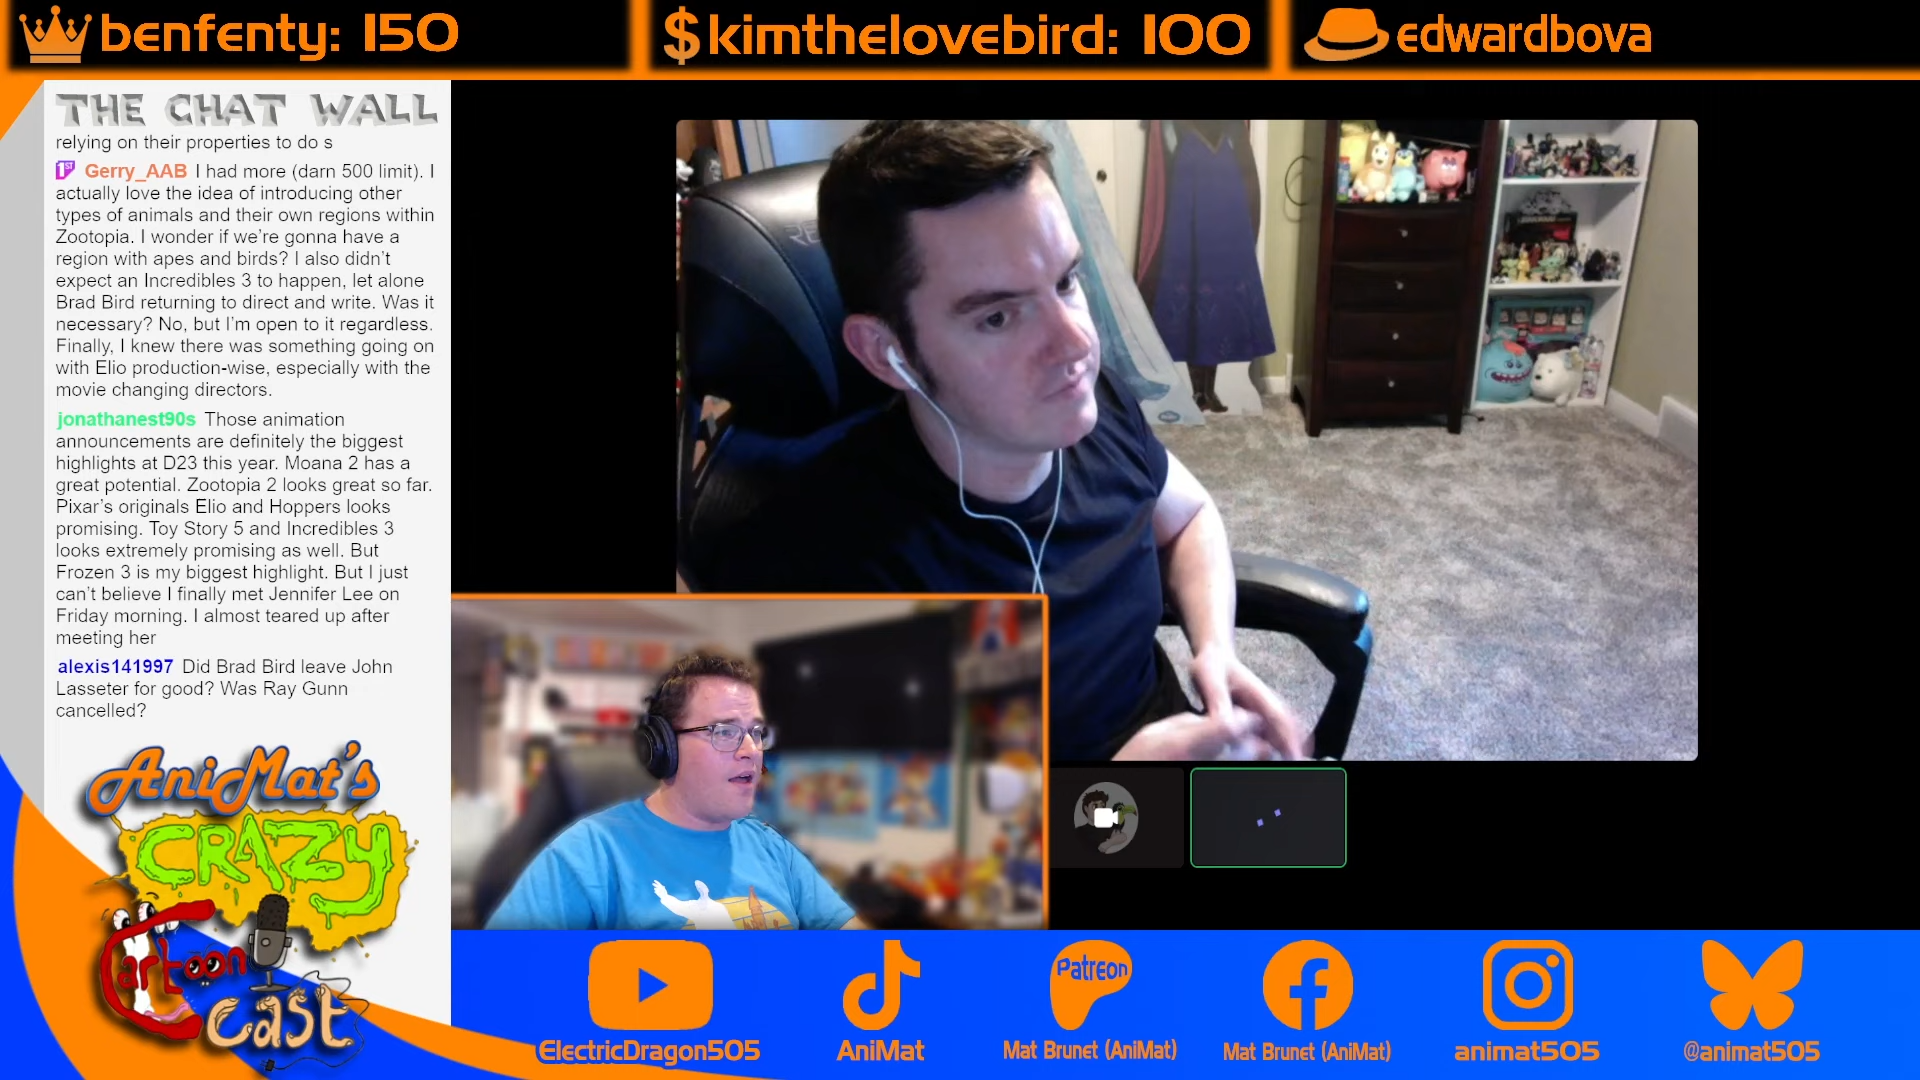 benfenty: 150
$kimthelovebird: 100
edwardbova
THE CHAT WALL
relying on their properties to do s
1ST Gerry_AAB I had more (darn 500 limit). I
actually love the idea of introducing other
types of animals and their own regions within
Zootopia. I wonder if we’re gonna have a
region with apes and birds? I also didn’t
expect an Incredibles 3 to happen, let alone
Brad Bird returning to direct and write. Was it
necessary? No, but I’m open to it regardless.
Finally, I knew there was something going on
with Elio production-wise, especially with the
movie changing directors.
jonathanest90s Those animation
announcements are definitely the biggest
highlights at D23 this year. Moana 2 has a
great potential. Zootopia 2 looks great so far.
Pixar’s originals Elio and Hoppers looks
promising. Toy Story 5 and Incredibles 3
looks extremely promising as well. But
Frozen 3 is my biggest highlight. But I just
can’t believe I finally met Jennifer Lee on
Friday morning. I almost teared up after
meeting her
alexis141997 Did Brad Bird leave John
Lasseter for good? Was Ray Gunn
cancelled?
AniMat's
CRAZY
Cartoon
Cast
Patreon
ElectricDragon505
AniMat
Mat Brunet (AniMat)
Mat Brunet (AniMat)
animat505
@animat505